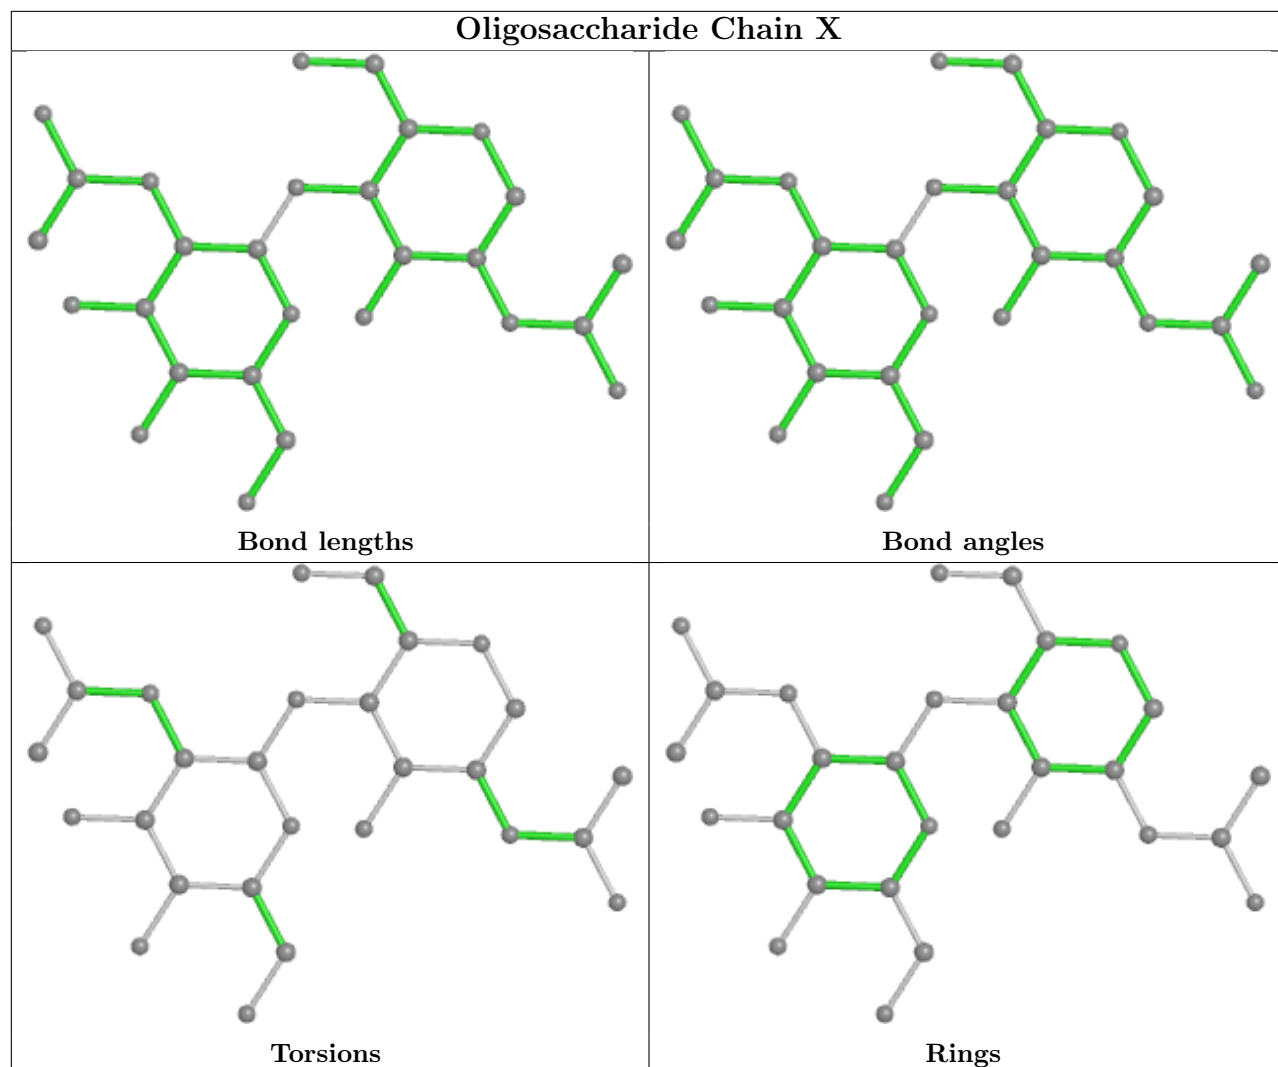 Oligosaccharide Chain X
Bond lengths
Bond angles
Torsions
Rings